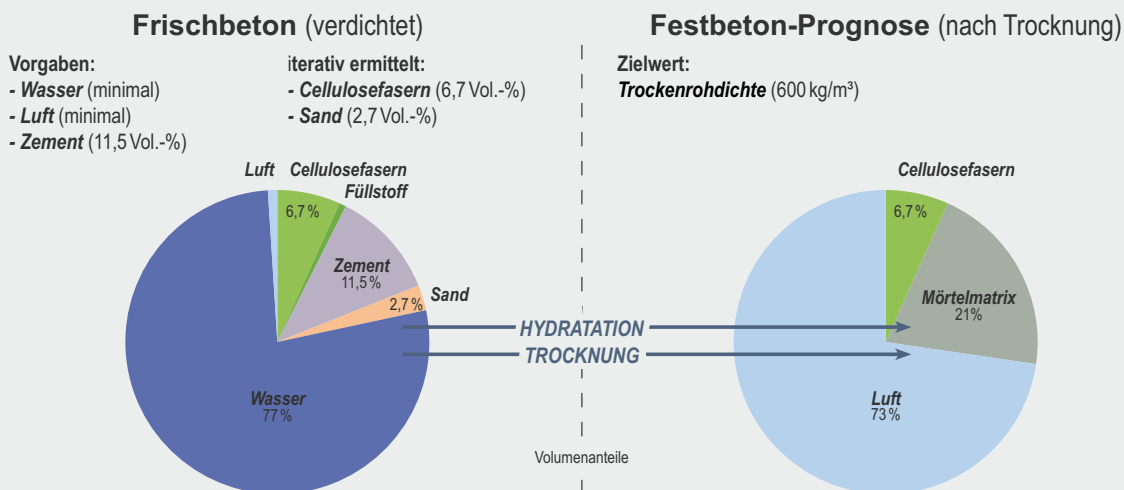 Frischbeton (verdichtet)
Vorgaben:
- Wasser (minimal)
- Luft (minimal)
- Zement (11,5 Vol.-%)
iterativ ermittelt:
- Cellulosefasern (6,7 Vol.-%)
- Sand (2,7 Vol.-%)
Luft
Cellulosefasern
Füllstoff
6,7 %
Zement
11,5 %
Sand
2,7 %
Wasser
77 %
HYDRATATION
TROCKNUNG
Volumenanteile
Festbeton-Prognose (nach Trocknung)
Zielwert:
Trockenrohdichte (600 kg/m³)
Cellulosefasern
6,7 %
Mörtelmatrix
21%
Luft
73 %